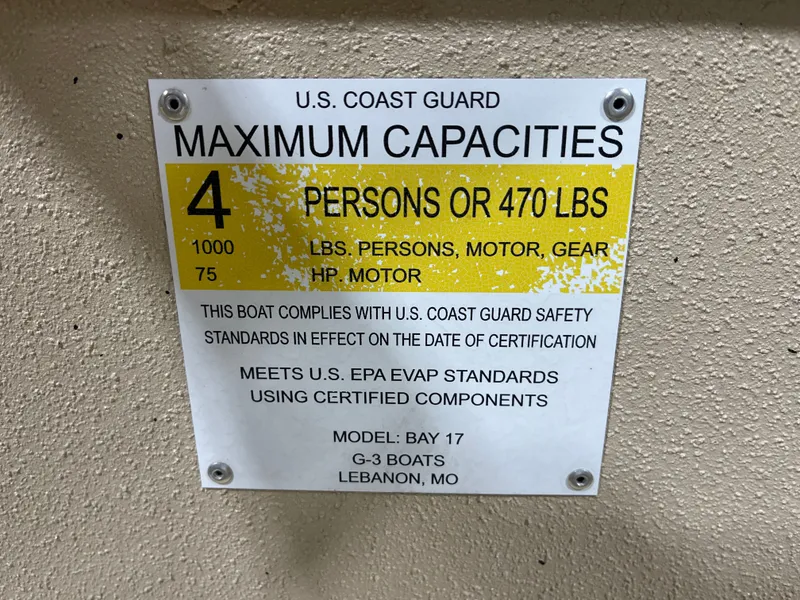 U.S. COAST GUARD
MAXIMUM CAPACITIES
4 PERSONS OR 470 LBS
1000 LBS. PERSONS, MOTOR, GEAR
75 HP. MOTOR
THIS BOAT COMPLIES WITH U.S. COAST GUARD SAFETY
STANDARDS IN EFFECT ON THE DATE OF CERTIFICATION
MEETS U.S. EPA EVAP STANDARDS
USING CERTIFIED COMPONENTS
MODEL: BAY 17
G-3 BOATS
LEBANON, MO